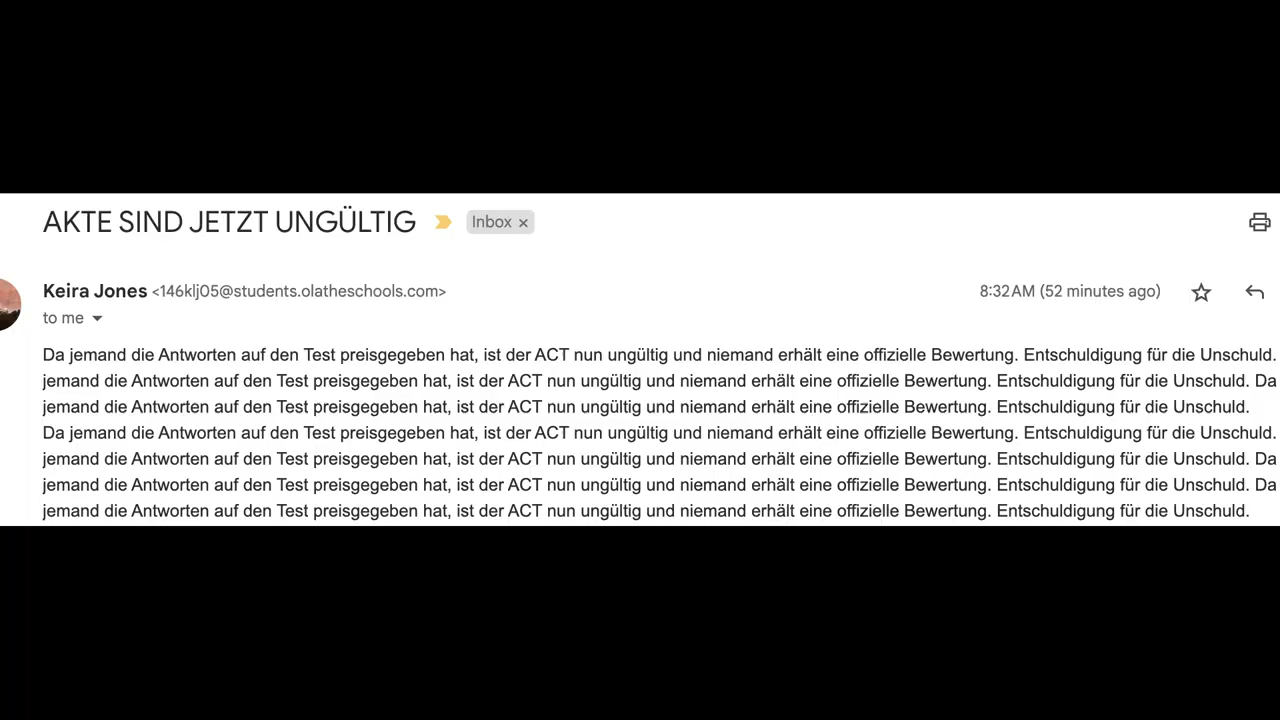 AKTE SIND JETZT UNGÜLTIG Inbox ×
Keira Jones <146klj05@students.olatheschools.com> 8:32 AM (52 minutes ago)
to me
Da jemand die Antworten auf den Test preisgegeben hat, ist der ACT nun ungültig und niemand erhält eine offizielle Bewertung. Entschuldigung für die Unschuld.
jemand die Antworten auf den Test preisgegeben hat, ist der ACT nun ungültig und niemand erhält eine offizielle Bewertung. Entschuldigung für die Unschuld. Da
jemand die Antworten auf den Test preisgegeben hat, ist der ACT nun ungültig und niemand erhält eine offizielle Bewertung. Entschuldigung für die Unschuld.
Da jemand die Antworten auf den Test preisgegeben hat, ist der ACT nun ungültig und niemand erhält eine offizielle Bewertung. Entschuldigung für die Unschuld.
jemand die Antworten auf den Test preisgegeben hat, ist der ACT nun ungültig und niemand erhält eine offizielle Bewertung. Entschuldigung für die Unschuld. Da
jemand die Antworten auf den Test preisgegeben hat, ist der ACT nun ungültig und niemand erhält eine offizielle Bewertung. Entschuldigung für die Unschuld. Da
jemand die Antworten auf den Test preisgegeben hat, ist der ACT nun ungültig und niemand erhält eine offizielle Bewertung. Entschuldigung für die Unschuld.